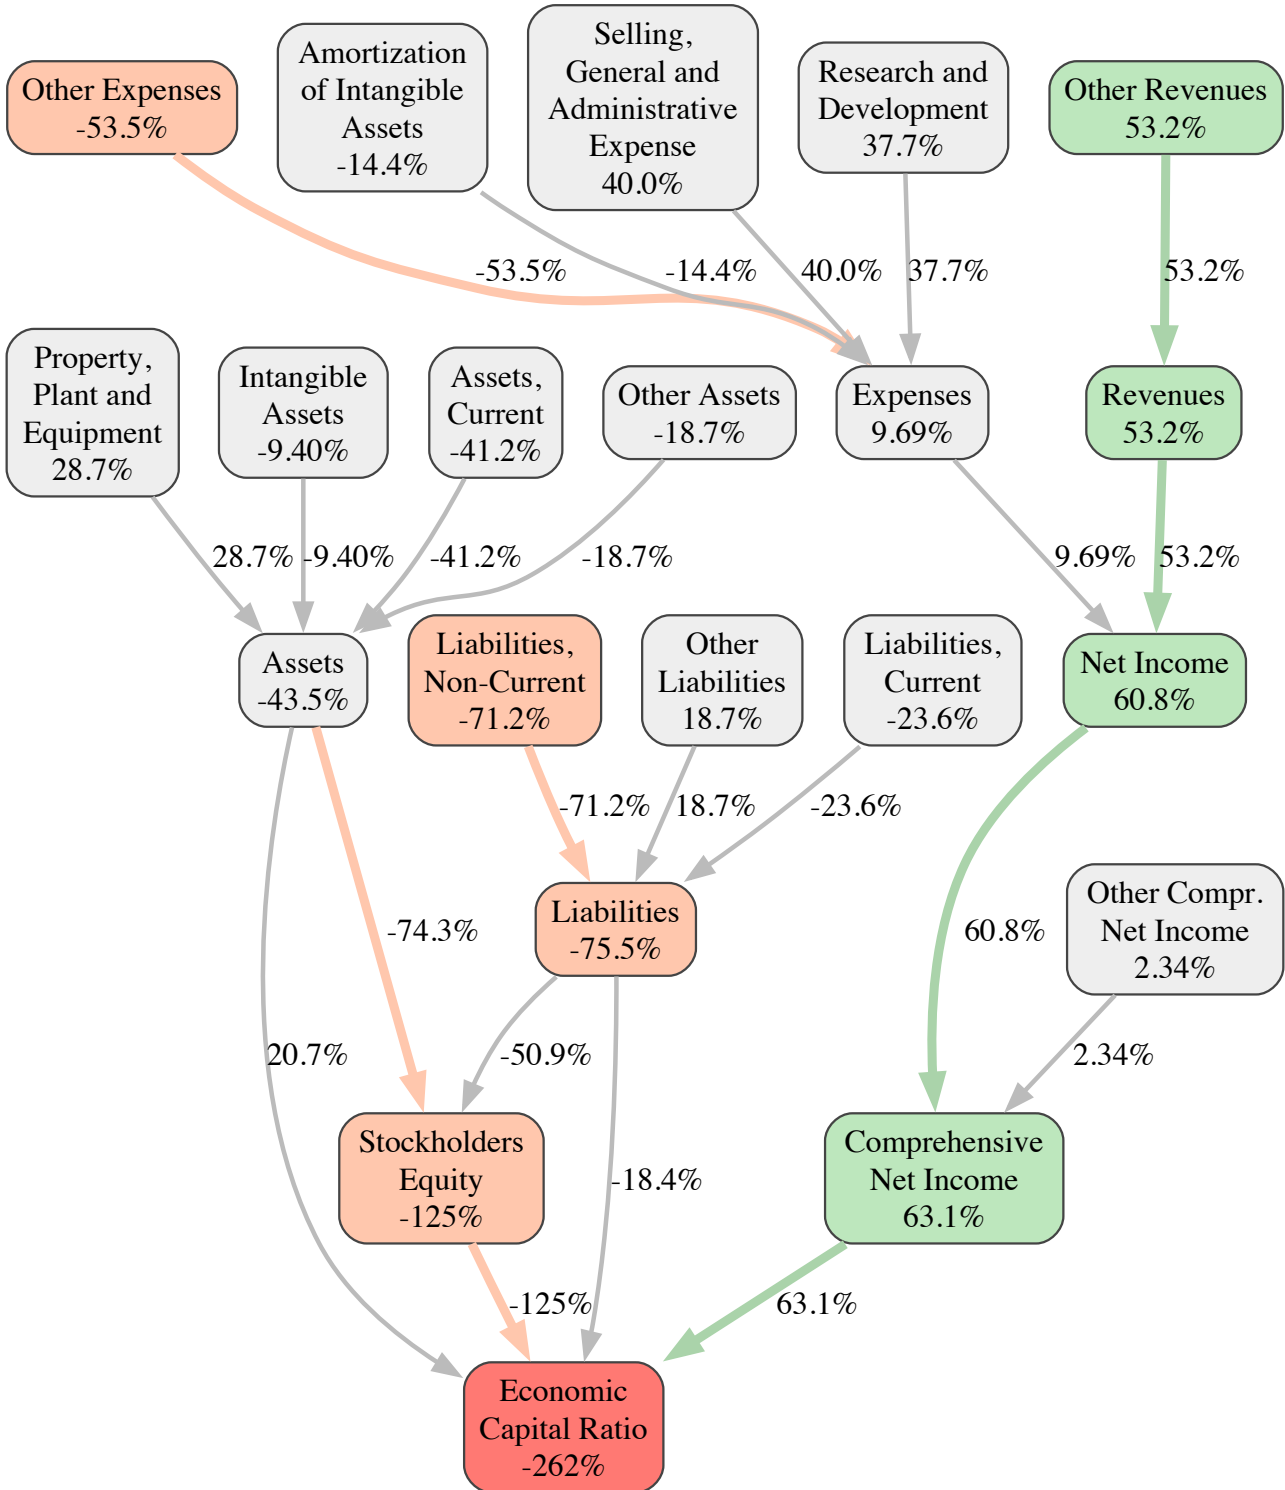 Other Expenses
-53.5%
Amortization
of Intangible
Assets
-14.4%
Selling,
General and
Administrative
Expense
40.0%
Research and
Development
37.7%
Other Revenues
53.2%
-53.5%
-14.4%
40.0%
37.7%
53.2%
Property,
Plant and
Equipment
28.7%
Intangible
Assets
-9.40%
Assets,
Current
-41.2%
Other Assets
-18.7%
Expenses
9.69%
Revenues
53.2%
28.7%
-9.40%
-41.2%
-18.7%
9.69%
53.2%
Assets
-43.5%
Liabilities,
Non-Current
-71.2%
Other
Liabilities
18.7%
Liabilities,
Current
-23.6%
Net Income
60.8%
-71.2%
18.7%
-23.6%
Liabilities
-75.5%
-74.3%
60.8%
Other Compr.
Net Income
2.34%
20.7%
-50.9%
2.34%
Stockholders
Equity
-125%
-18.4%
Comprehensive
Net Income
63.1%
-125%
63.1%
Economic
Capital Ratio
-262%